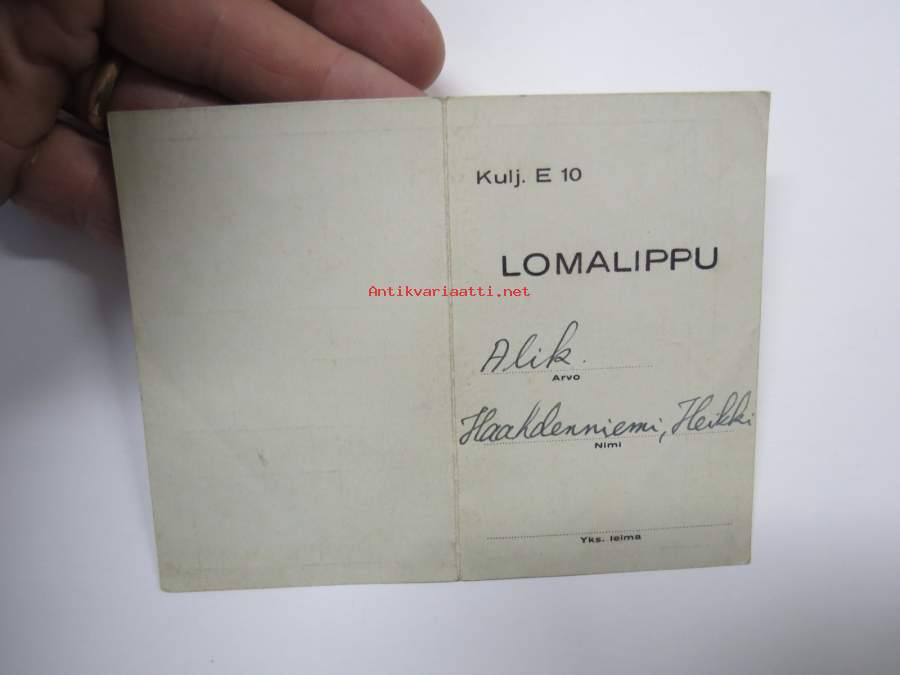 Kulj. E 10
LOMALIPPU
Antikvariaatti.net
Alik.
Arvo
Haahdenniemi, Heikki
Nimi
Yks. leima